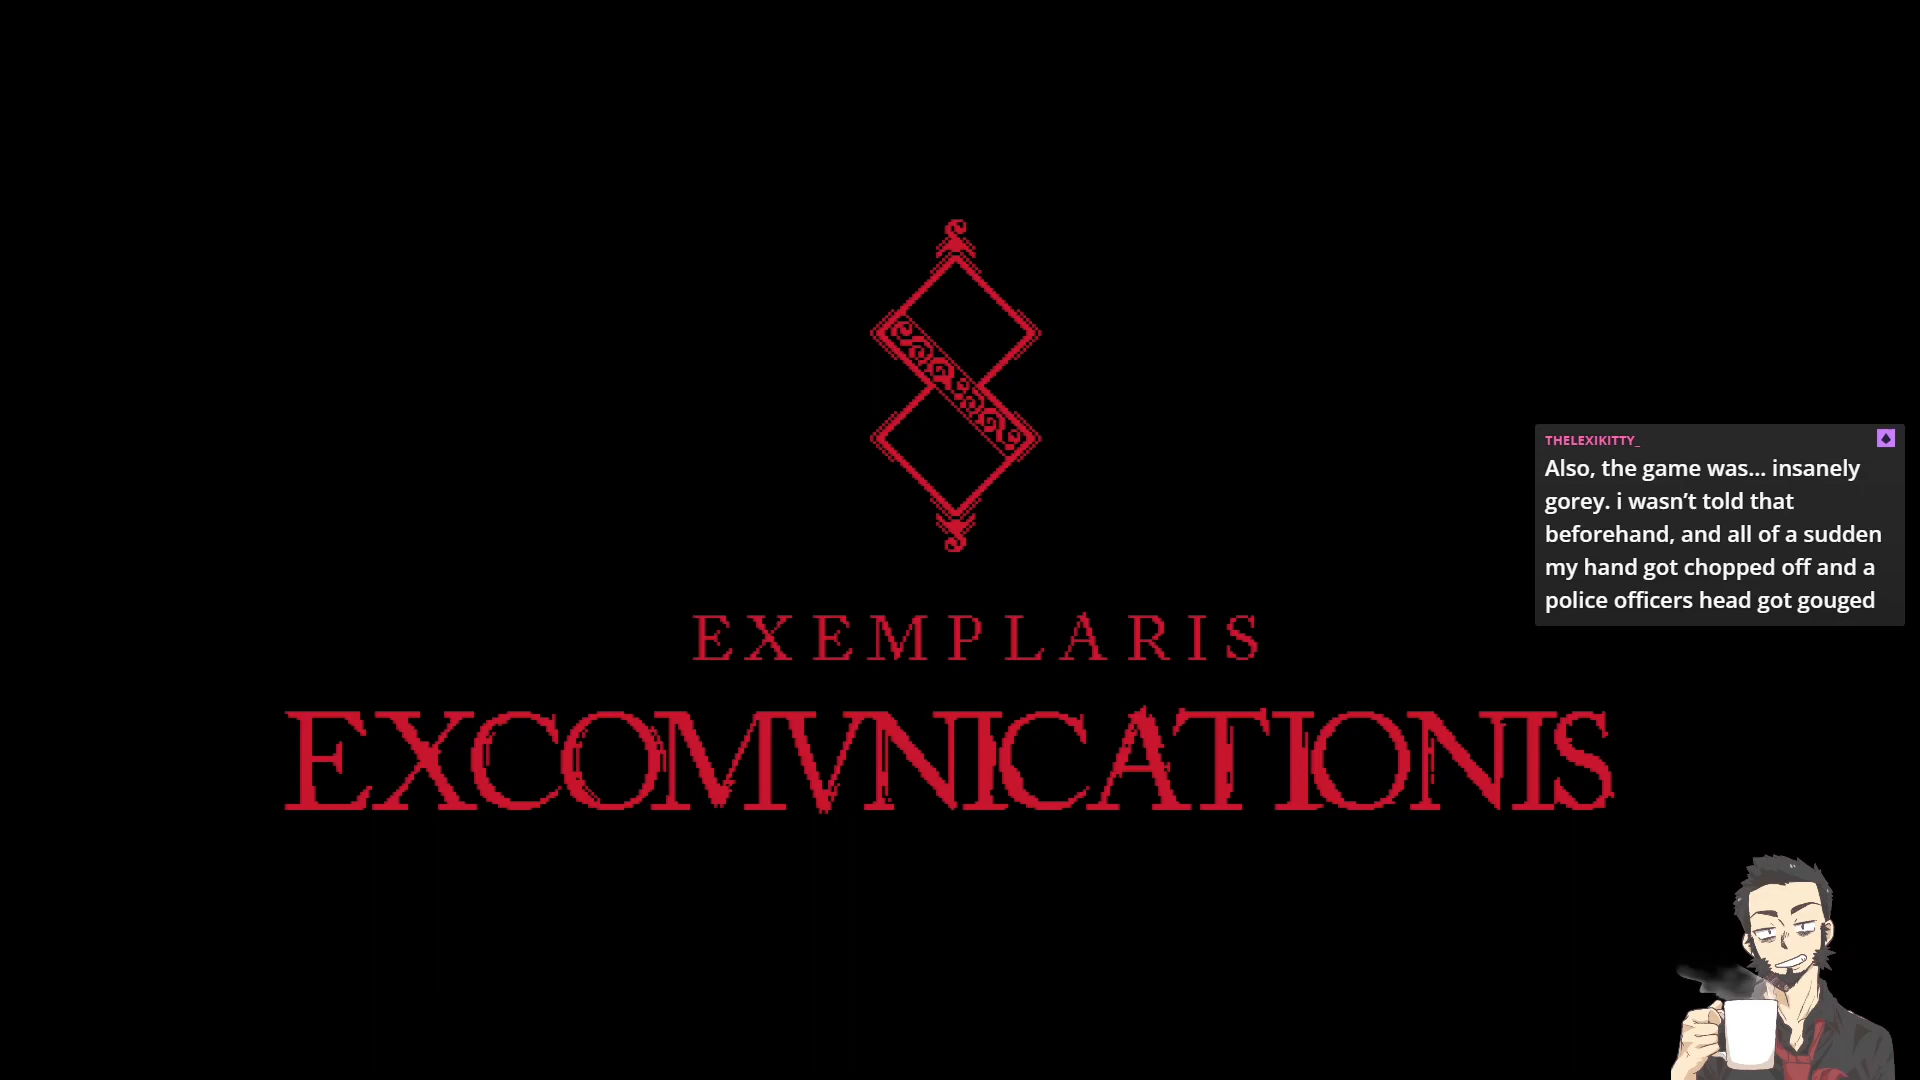 EXEMPLARIS
EXCOMVNICATIONIS
THELEXIKITTY_
Also, the game was... insanely
gorey. i wasn’t told that
beforehand, and all of a sudden
my hand got chopped off and a
police officers head got gouged